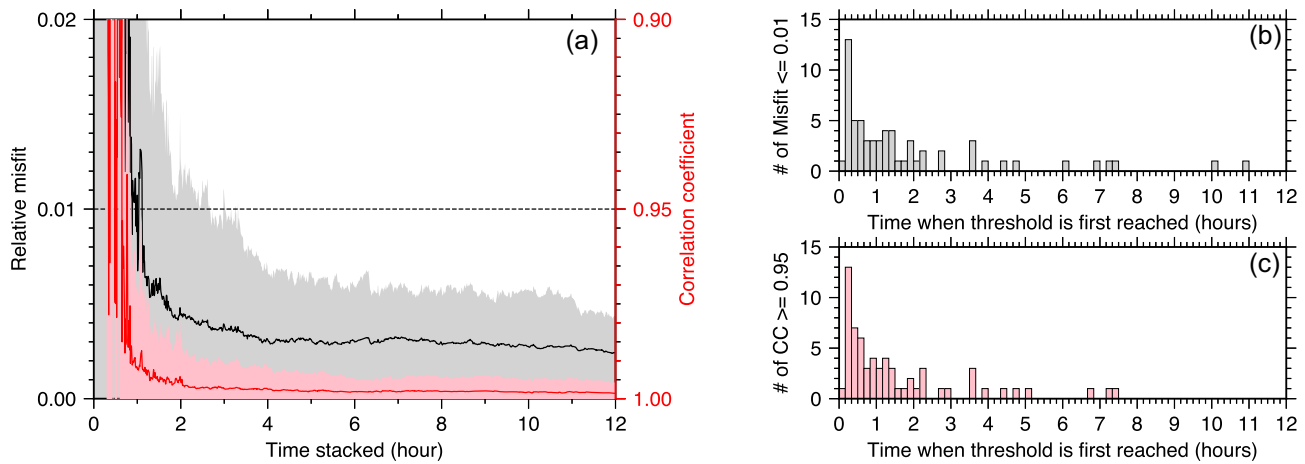 (a)
Relative misfit
0.02
0.01
0.00
0 2 4 6 8 10 12
Time stacked (hour)
0.90
0.95
1.00
Correlation coefficient
(b)
# of Misfit <= 0.01
15
10
5
0
0 1 2 3 4 5 6 7 8 9 10 11 12
Time when threshold is first reached (hours)
(c)
# of CC >= 0.95
15
10
5
0
0 1 2 3 4 5 6 7 8 9 10 11 12
Time when threshold is first reached (hours)